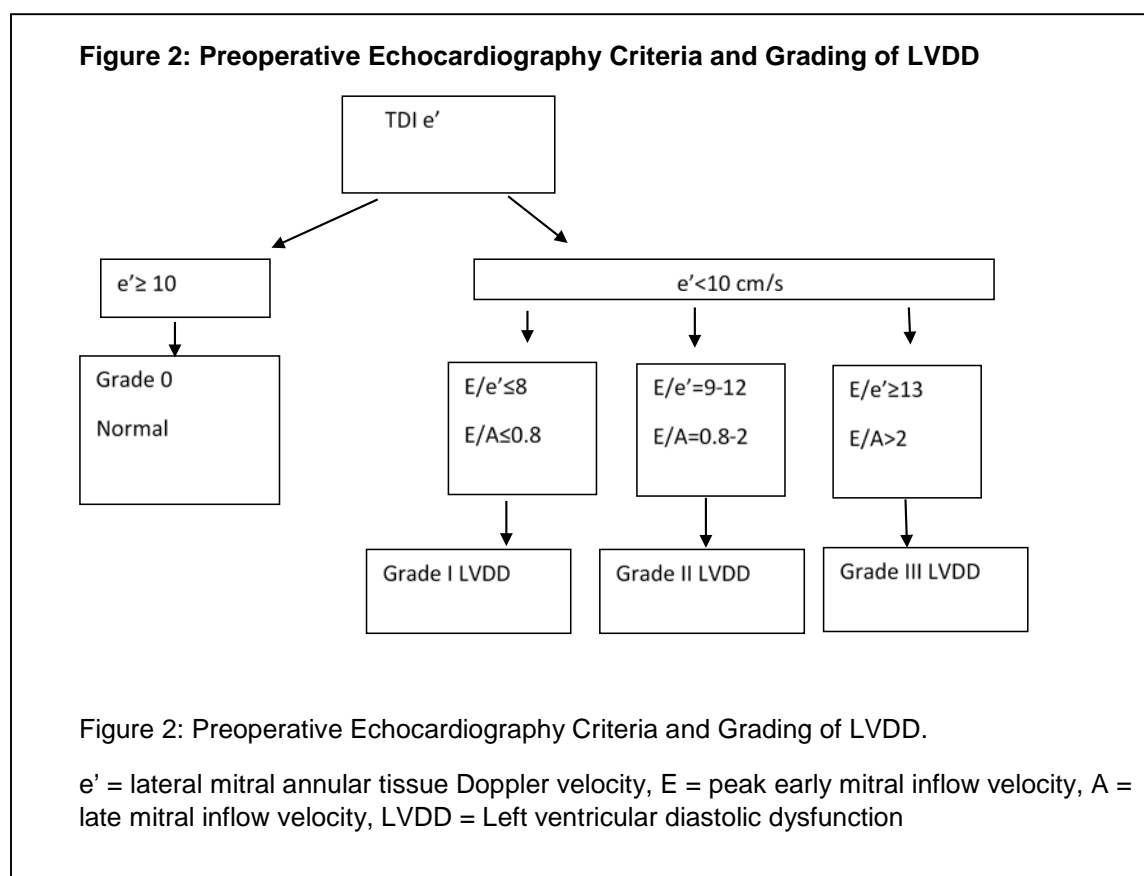 Figure 2: Preoperative Echocardiography Criteria and Grading of LVDD
TDI e’
e’≥ 10
e’<10 cm/s
Grade 0
Normal
E/e’≤8
E/A≤0.8
E/e’=9-12
E/A=0.8-2
E/e’≥13
E/A>2
Grade I LVDD
Grade II LVDD
Grade III LVDD
Figure 2: Preoperative Echocardiography Criteria and Grading of LVDD.
e’ = lateral mitral annular tissue Doppler velocity, E = peak early mitral inflow velocity, A =
late mitral inflow velocity, LVDD = Left ventricular diastolic dysfunction